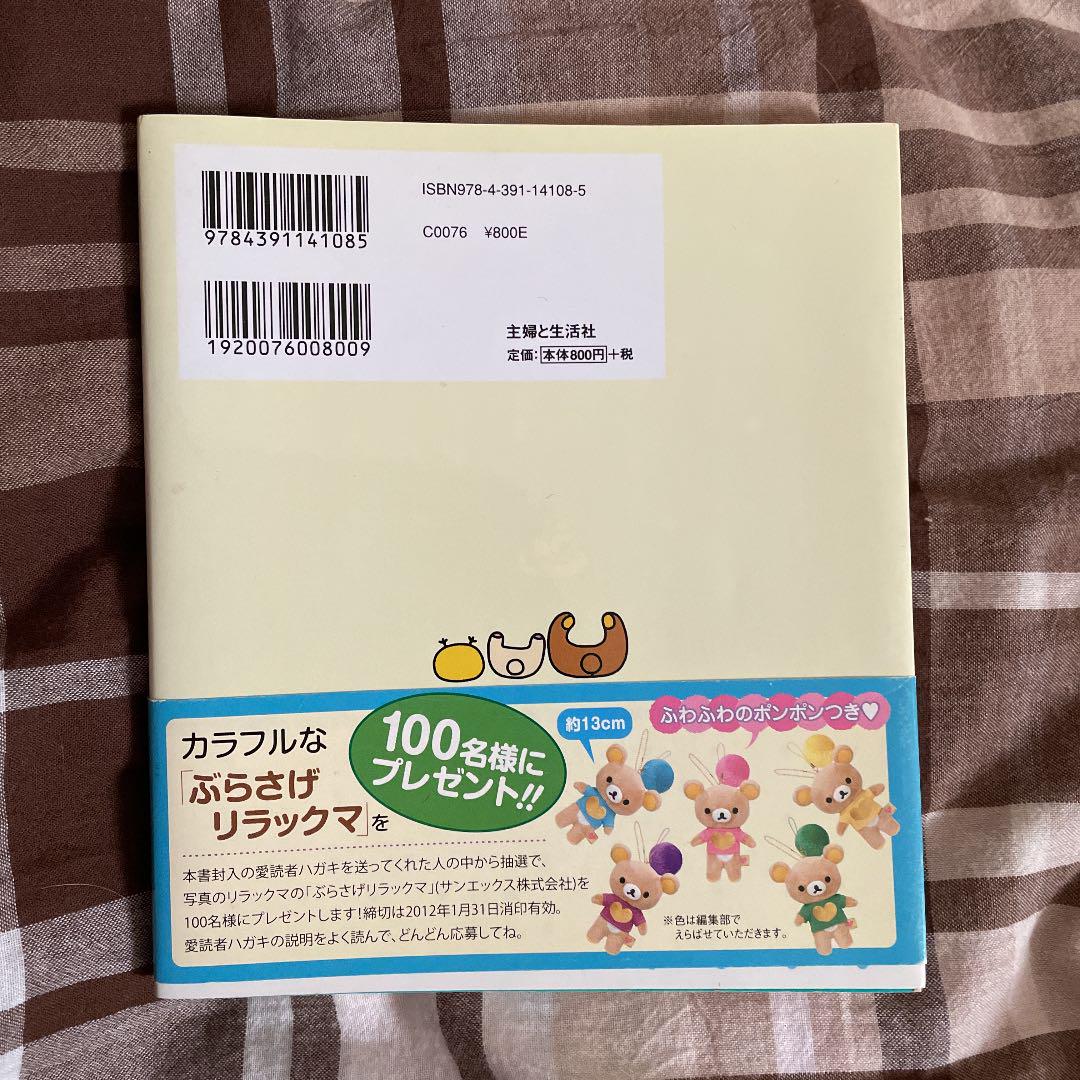 ISBN978-4-391-14108-5
9784391141085
C0076 ¥800E
1920076008009
主婦と生活社
定価：本体800円＋税
カラフルな
「ぶらさげ
リラックマ」を
100名様に
プレゼント!!
約13cm
ふわふわのポンポンつき♥
本書封入の愛読者ハガキを送ってくれた人の中から抽選で、
写真のリラックマの「ぶらさげリラックマ」(サンエックス株式会社)を
100名様にプレゼントします!締切は2012年1月31日消印有効。
愛読者ハガキの説明をよく読んで、どんどん応募してね。
※色は編集部で
えらばせていただきます。